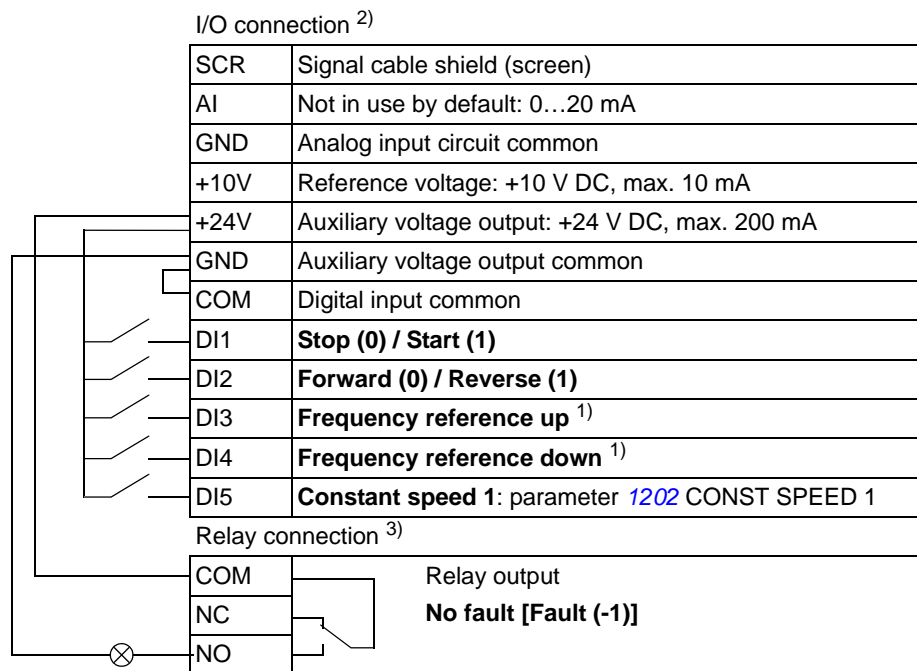 I/O connection 2)
SCR Signal cable shield (screen)
AI Not in use by default: 0…20 mA
GND Analog input circuit common
+10V Reference voltage: +10 V DC, max. 10 mA
+24V Auxiliary voltage output: +24 V DC, max. 200 mA
GND Auxiliary voltage output common
COM Digital input common
DI1 Stop (0) / Start (1)
DI2 Forward (0) / Reverse (1)
DI3 Frequency reference up 1)
DI4 Frequency reference down 1)
DI5 Constant speed 1: parameter 1202 CONST SPEED 1
Relay connection 3)
COM Relay output
NC No fault [Fault (-1)]
NO